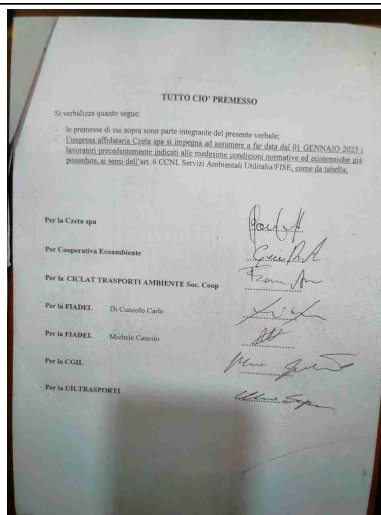 TUTTO CIO' PREMESSO
Si verbalizza quanto segue:
- le premesse di cui sopra sono parte integrante del presente verbale;
- l'impresa affidataria Czeta spa si impegna ad assumere a far data dal 01 GENNAIO 2025 i
lavoratori precedentemente indicati alle medesime condizioni normative ed economiche già
possedute, ai sensi dell'art. 6 CCNL Servizi Ambientali Utilitalia/FISE, come da tabella;
Per la Czeta spa
Per Cooperativa Ecoambiente
Per la CICLAT TRASPORTI AMBIENTE Soc. Coop
Per la FIADEL Di Cunzolo Carlo
Per la FIADEL Michele Cannito
Per la CGIL
Per la UILTRASPORTI